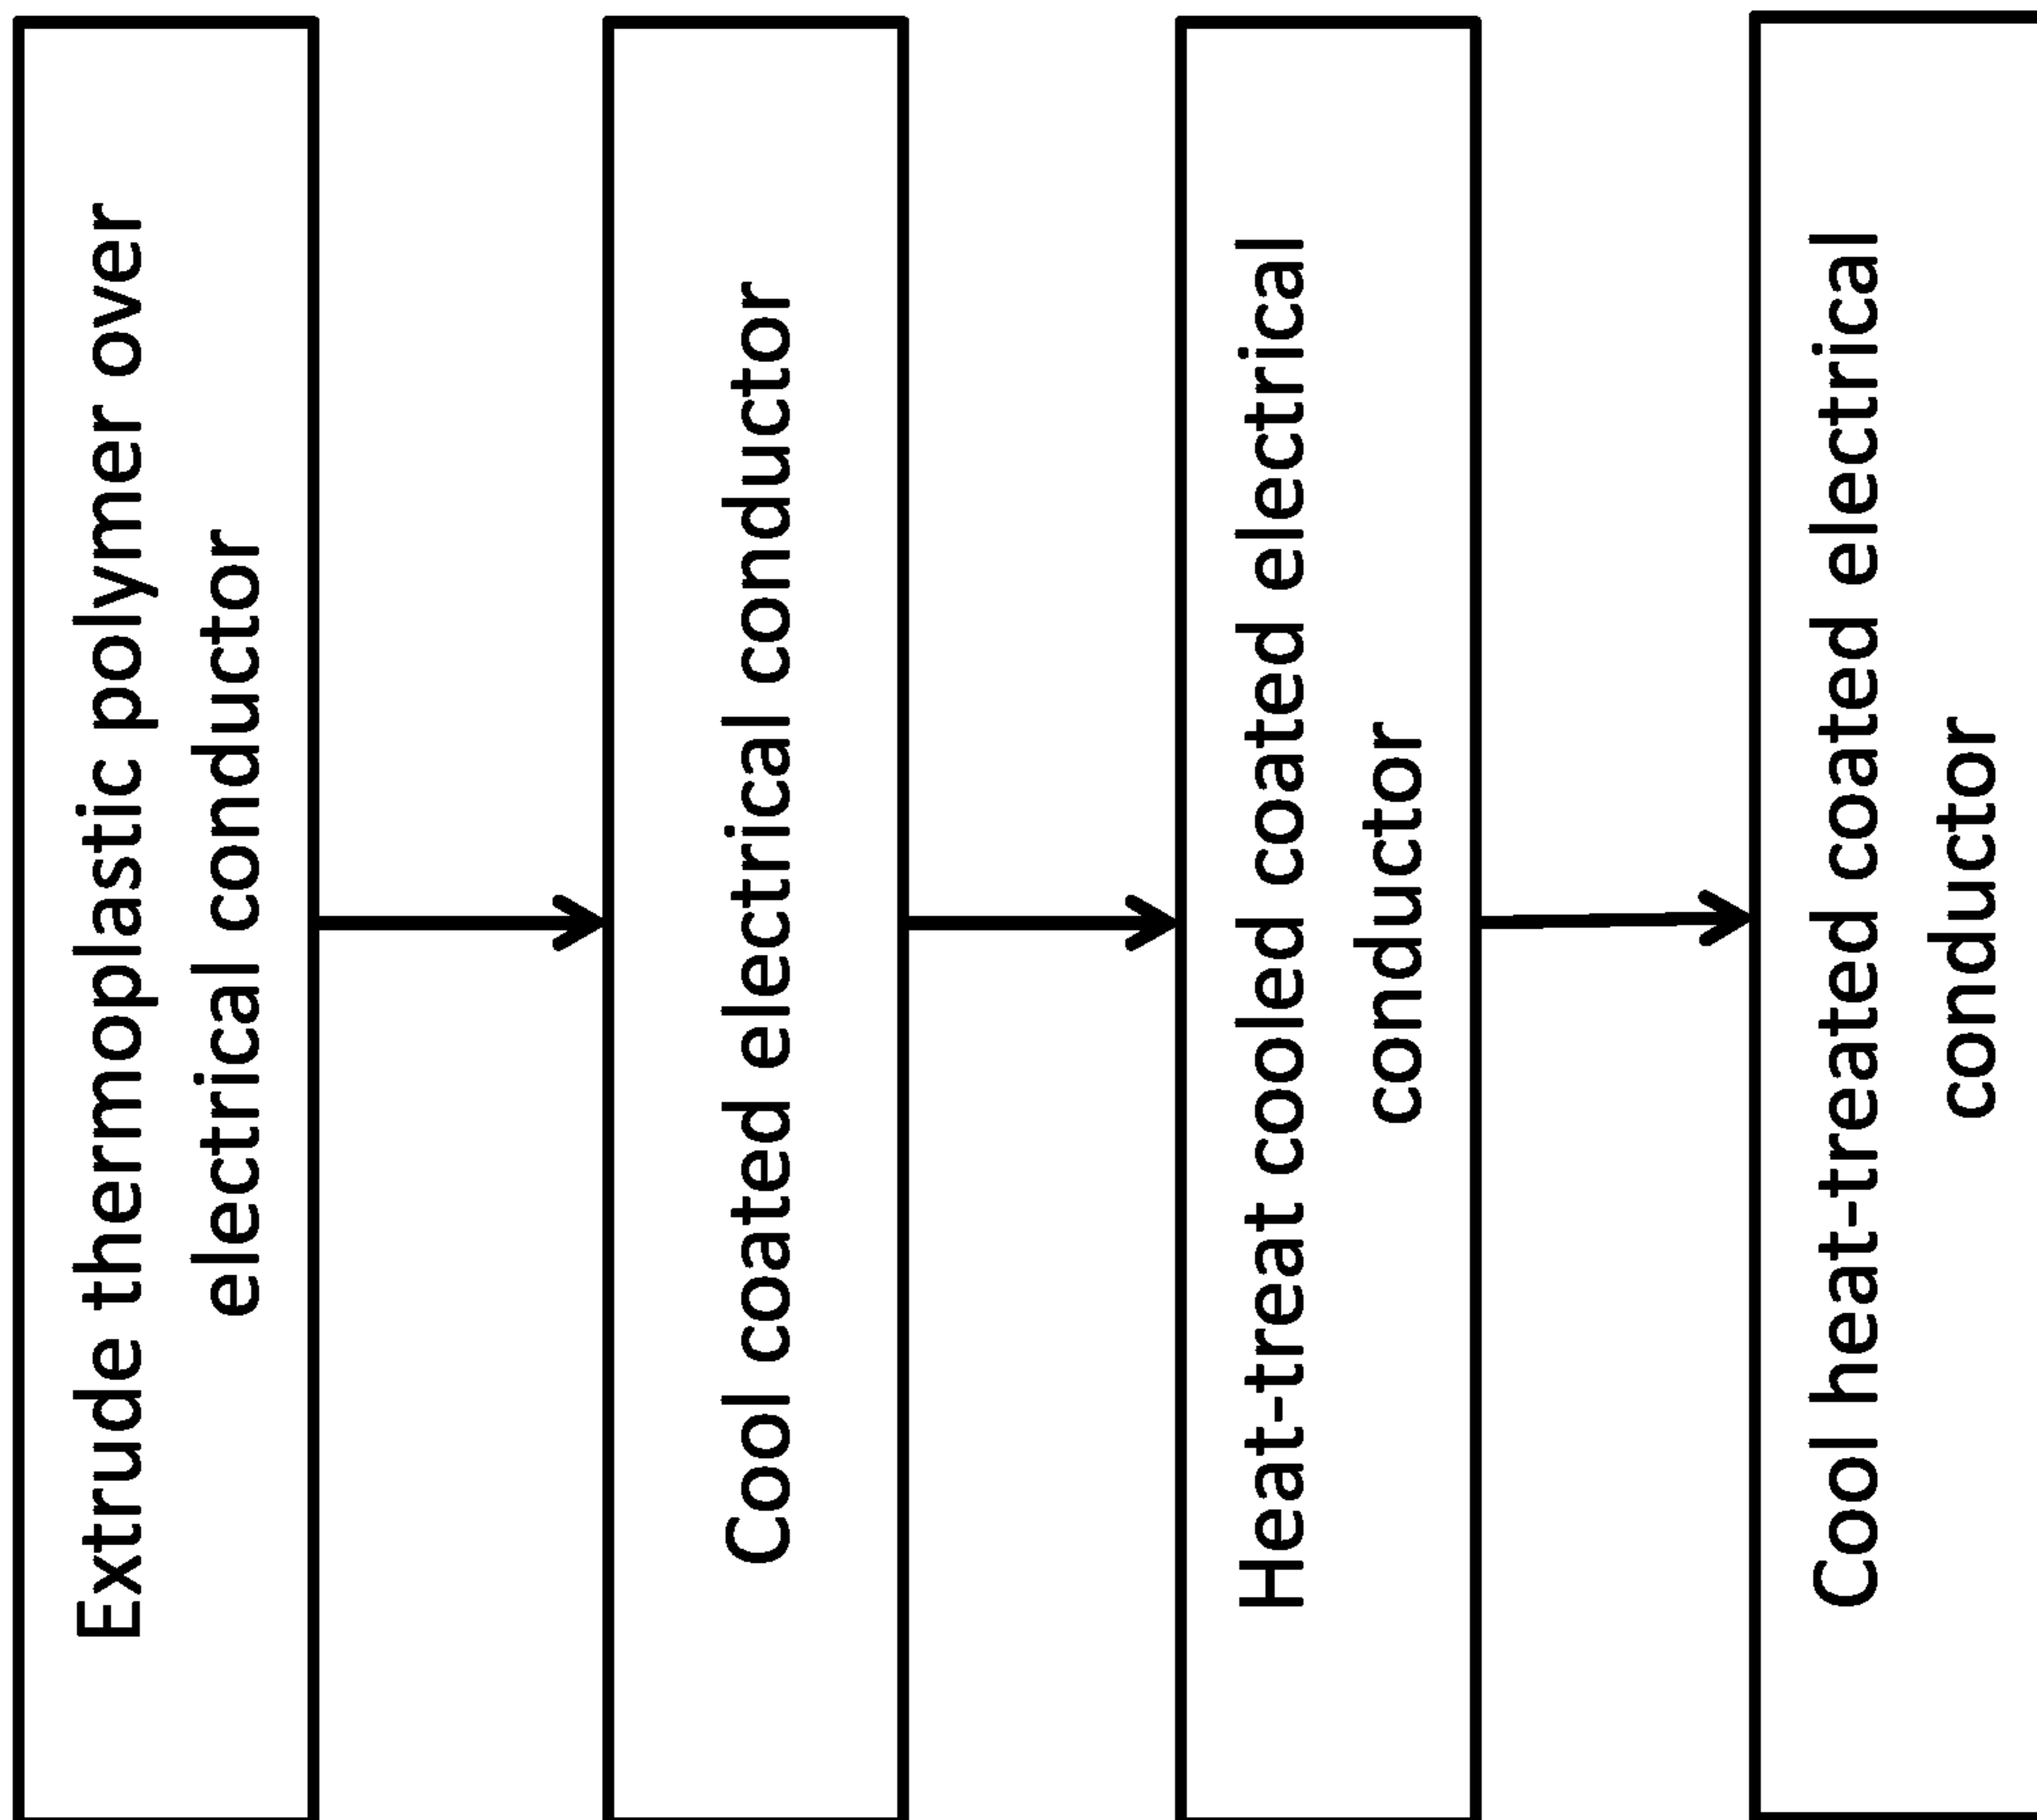 Extrude thermoplastic polymer over
electrical conductor
Cool coated electrical conductor
Heat-treat cooled coated electrical
conductor
Cool heat-treated coated electrical
conductor